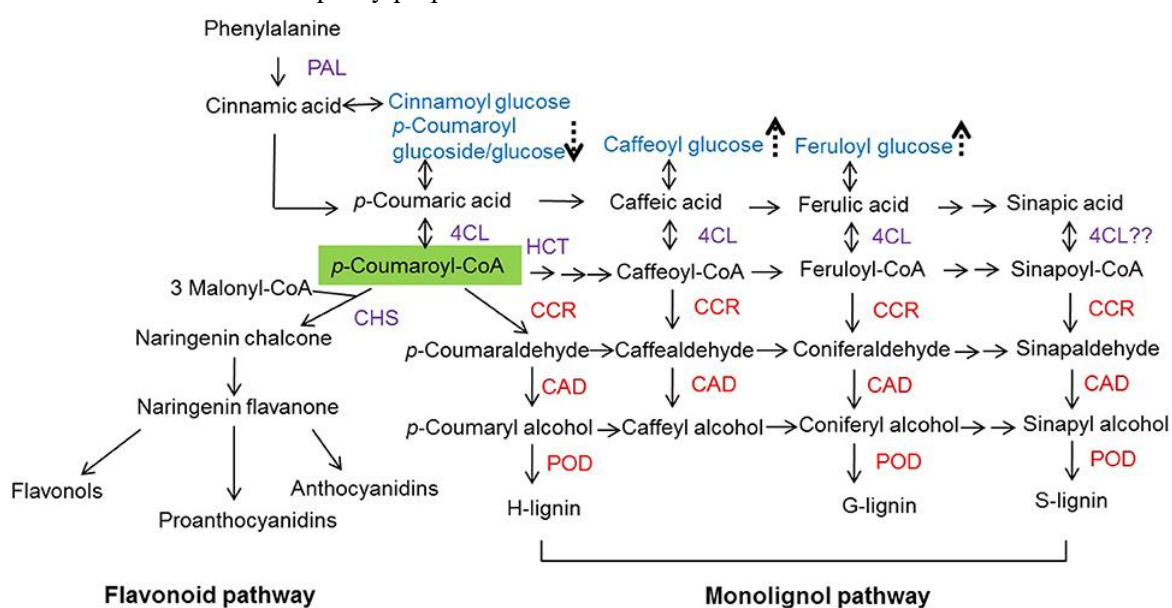 Phenylalanine
PAL
Cinnamic acid
Cinnamoyl glucose
p-Coumaroyl
glucoside/glucose
Caffeoyl glucose
Feruloyl glucose
p-Coumaric acid
Caffeic acid
Ferulic acid
Sinapic acid
4CL
HCT
4CL
4CL
4CL??
p-Coumaroyl-CoA
Caffeoyl-CoA
Feruloyl-CoA
Sinapoyl-CoA
3 Malonyl-CoA
CHS
CCR
CCR
CCR
CCR
Naringenin chalcone
p-Coumaraldehyde
Caffealdehyde
Coniferaldehyde
Sinapaldehyde
CAD
CAD
CAD
CAD
Naringenin flavanone
p-Coumaryl alcohol
Caffeyl alcohol
Coniferyl alcohol
Sinapyl alcohol
POD
POD
POD
Flavonols
Anthocyanidins
Proanthocyanidins
H-lignin
G-lignin
S-lignin
Flavonoid pathway
Monolignol pathway